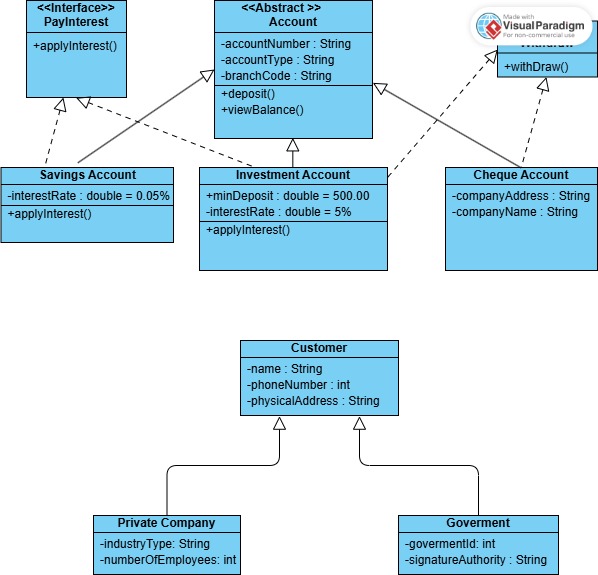 <<Interface>>
PayInterest
+applyInterest()
<<Abstract >>
Account
-accountNumber : String
-accountType : String
-branchCode : String
+deposit()
+viewBalance()
Made with
VisualParadigm
For non-commercial use
+withDraw()
Savings Account
-interestRate : double = 0.05%
+applyInterest()
Investment Account
+minDeposit : double = 500.00
-interestRate : double = 5%
+applyInterest()
Cheque Account
-companyAddress : String
-companyName : String
Customer
-name : String
-phoneNumber : int
-physicalAddress : String
Private Company
-industryType: String
-numberOfEmployees: int
Goverment
-govermentId: int
-signatureAuthority : String